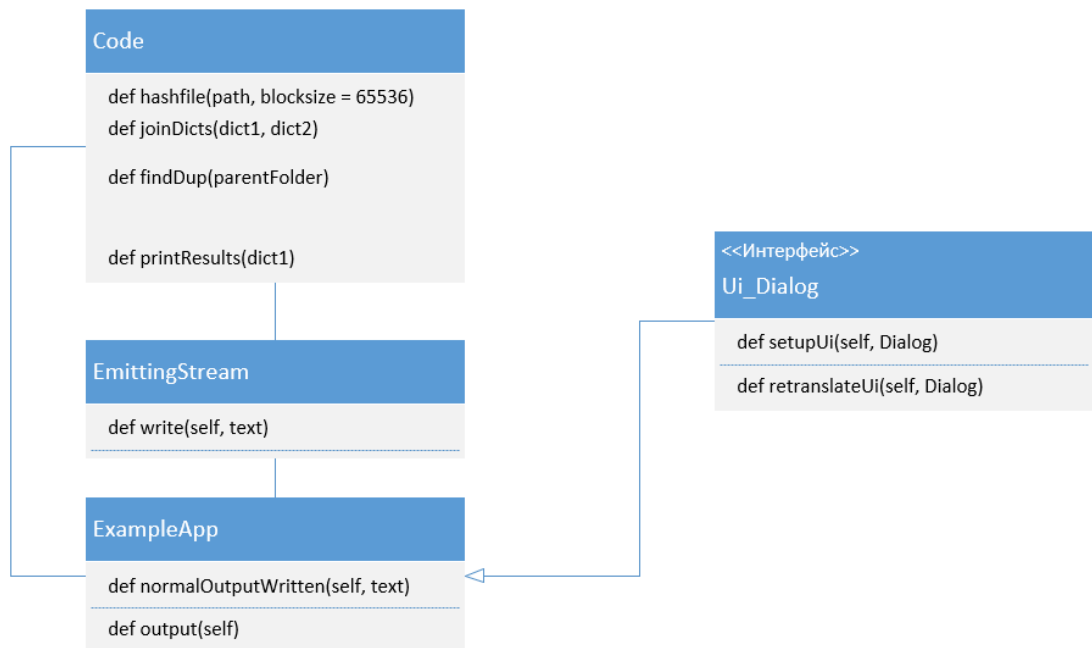 Code
def hashfile(path, blocksize = 65536)
def joinDicts(dict1, dict2)
def findDup(parentFolder)
def printResults(dict1)
EmittingStream
def write(self, text)
ExampleApp
def normalOutputWritten(self, text)
def output(self)
<<Интерфейс>>
Ui_Dialog
def setupUi(self, Dialog)
def retranslateUi(self, Dialog)